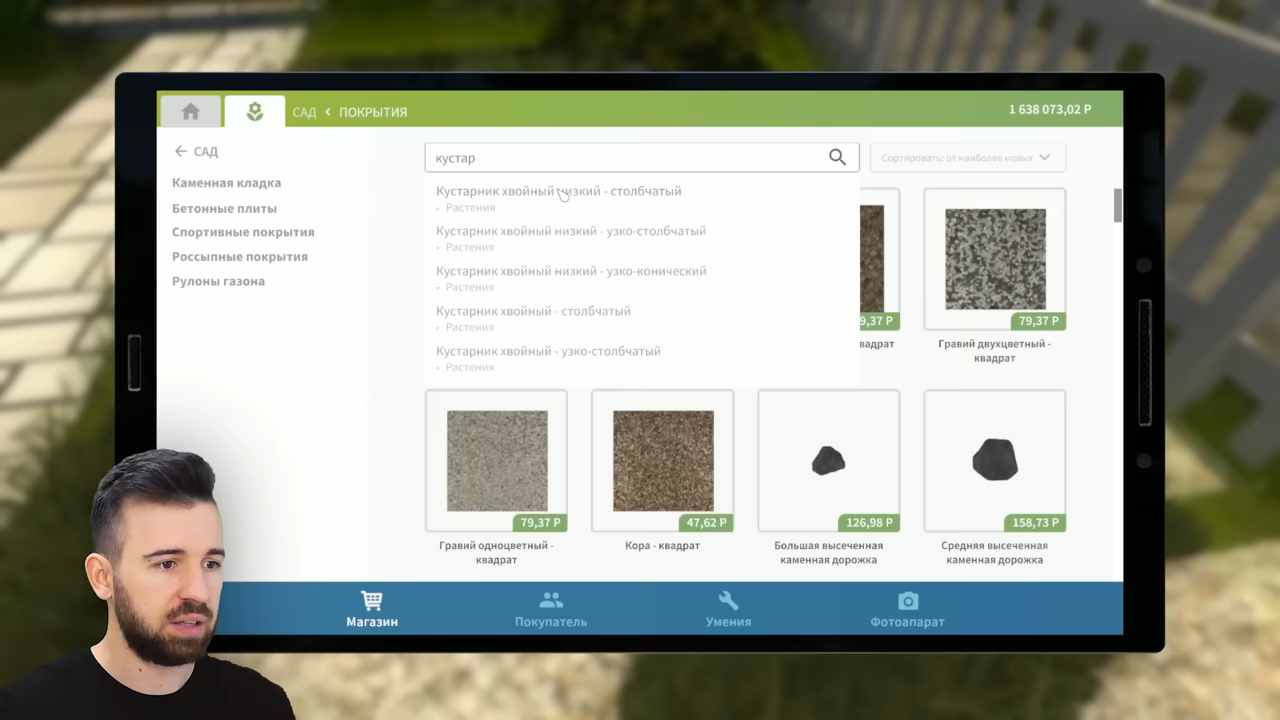 САД < ПОКРЫТИЯ
1 638 073,02 Р
← САД
Каменная кладка
Бетонные плиты
Спортивные покрытия
Россыпные покрытия
Рулоны газона
кустар
Сортировать: от наиболее новых
Кустарник хвойный низкий - столбчатый
• Растения
Кустарник хвойный низкий - узко-столбчатый
• Растения
Кустарник хвойный низкий - узко-конический
• Растения
Кустарник хвойный - столбчатый
• Растения
Кустарник хвойный - узко-столбчатый
• Растения
9,37 Р
вадрат
79,37 Р
Гравий двухцветный -
квадрат
79,37 Р
Гравий одноцветный -
квадрат
47,62 Р
Кора - квадрат
126,98 Р
Большая высеченная
каменная дорожка
158,73 Р
Средняя высеченная
каменная дорожка
Магазин
Покупатель
Умения
Фотоаппарат